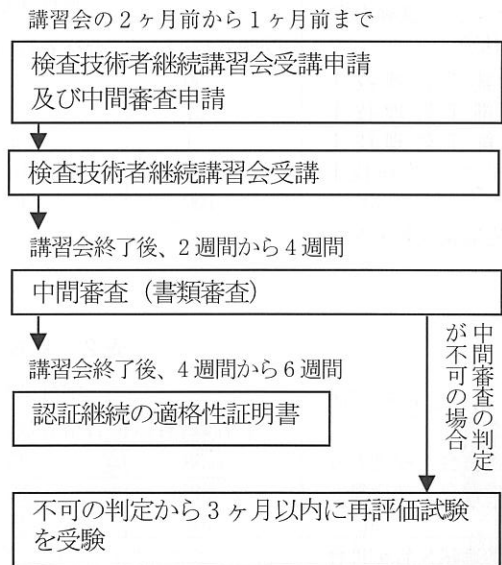 講習会の２ヶ月前から１ヶ月前まで
検査技術者継続講習会受講申請
及び中間審査申請
検査技術者継続講習会受講
講習会終了後、２週間から４週間
中間審査（書類審査）
中間審査の判定
が不可の場合
講習会終了後、４週間から６週間
認証継続の適格性証明書
不可の判定から３ヶ月以内に再評価試験
を受験